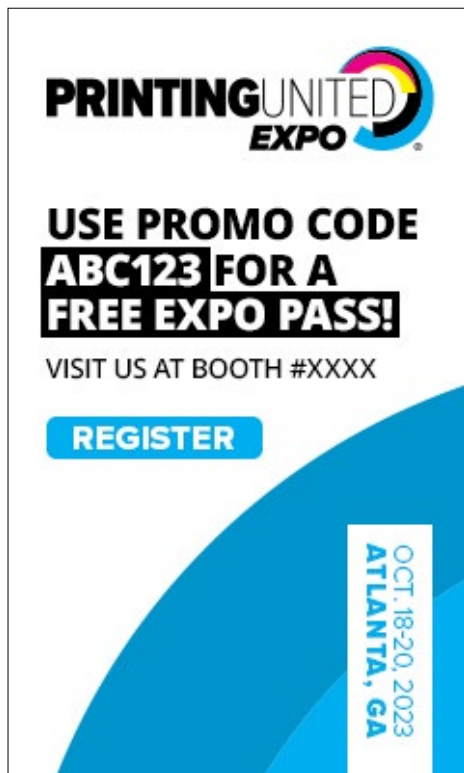 PRINTINGUNITED
EXPO®
USE PROMO CODE
ABC123 FOR A
FREE EXPO PASS!
VISIT US AT BOOTH #XXXX
REGISTER
OCT. 18-20, 2023
ATLANTA, GA